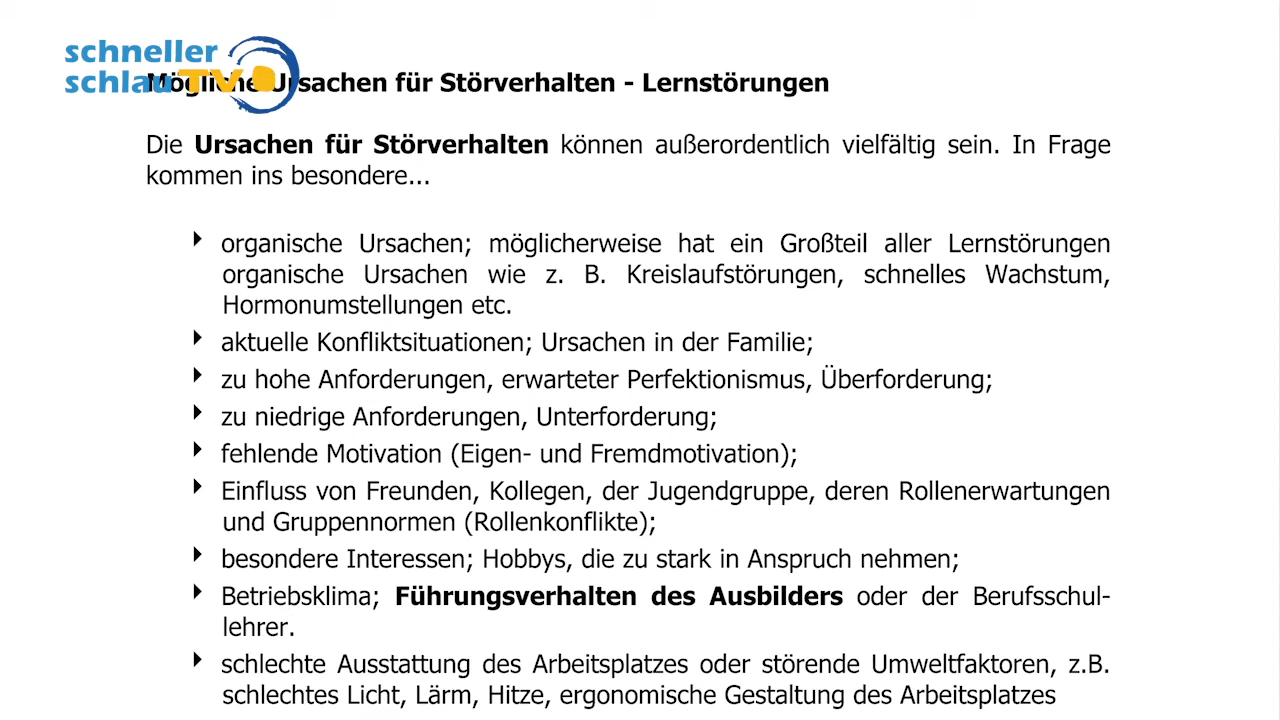 schneller
schlau TV
Mögliche Ursachen für Störverhalten - Lernstörungen
Die Ursachen für Störverhalten können außerordentlich vielfältig sein. In Frage
kommen ins besondere...
organische Ursachen; möglicherweise hat ein Großteil aller Lernstörungen
organische Ursachen wie z. B. Kreislaufstörungen, schnelles Wachstum,
Hormonumstellungen etc.
aktuelle Konfliktsituationen; Ursachen in der Familie;
zu hohe Anforderungen, erwarteter Perfektionismus, Überforderung;
zu niedrige Anforderungen, Unterforderung;
fehlende Motivation (Eigen- und Fremdmotivation);
Einfluss von Freunden, Kollegen, der Jugendgruppe, deren Rollenerwartungen
und Gruppennormen (Rollenkonflikte);
besondere Interessen; Hobbys, die zu stark in Anspruch nehmen;
Betriebsklima; Führungsverhalten des Ausbilders oder der Berufsschul-
lehrer.
schlechte Ausstattung des Arbeitsplatzes oder störende Umweltfaktoren, z.B.
schlechtes Licht, Lärm, Hitze, ergonomische Gestaltung des Arbeitsplatzes